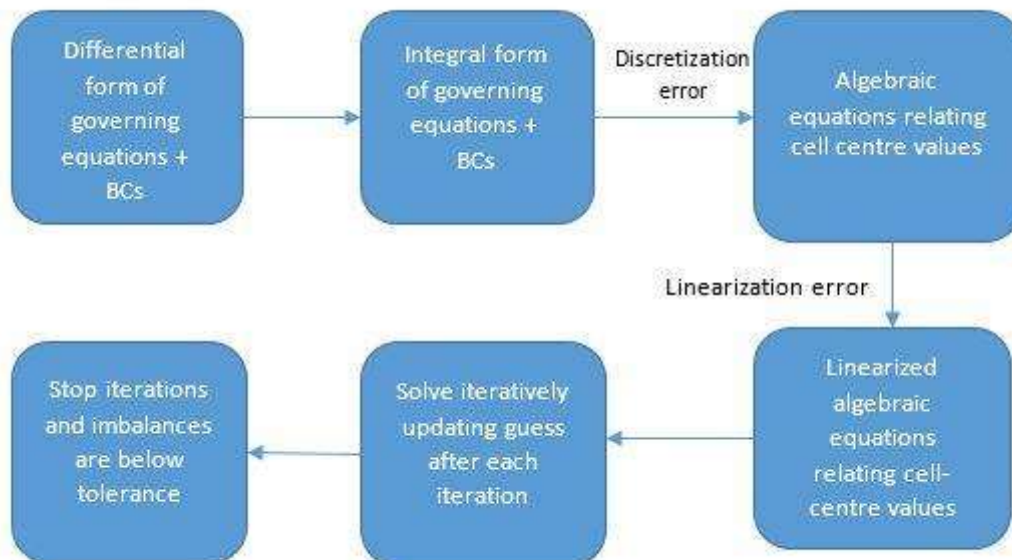 Differential
form of
governing
equations +
BCs
Integral form
of governing
equations +
BCs
Discretization
error
Algebraic
equations relating
cell centre values
Linearization error
Linearized
algebraic
equations
relating cell-
centre values
Solve iteratively
updating guess
after each
iteration
Stop iterations
and imbalances
are below
tolerance